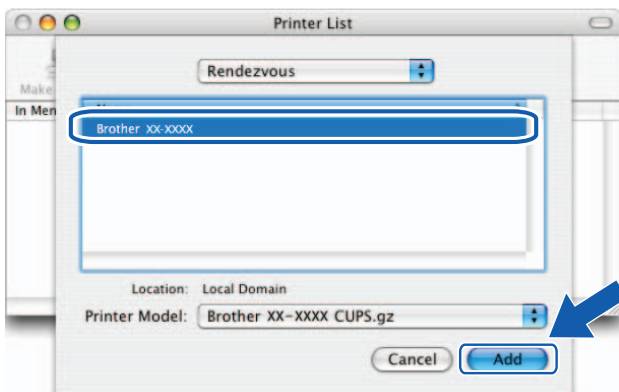 Printer List
Rendezvous
Make
In Men
Brother XX-XXXX
Location: Local Domain
Printer Model: Brother XX-XXXX CUPS.gz
Cancel Add